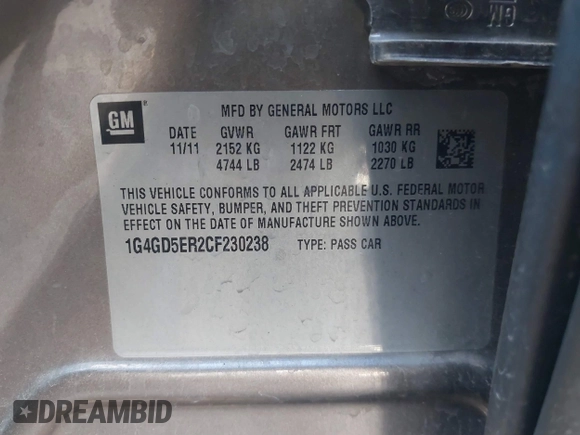 GM
GM
MFD BY GENERAL MOTORS LLC
DATE GVWR GAWR FRT GAWR RR
11/11 2152 KG 1122 KG 1030 KG
4744 LB 2474 LB 2270 LB
THIS VEHICLE CONFORMS TO ALL APPLICABLE U.S. FEDERAL MOTOR
VEHICLE SAFETY, BUMPER, AND THEFT PREVENTION STANDARDS IN
EFFECT ON THE DATE OF MANUFACTURE SHOWN ABOVE.
1G4GD5ER2CF230238 TYPE: PASS CAR
DREAMBID